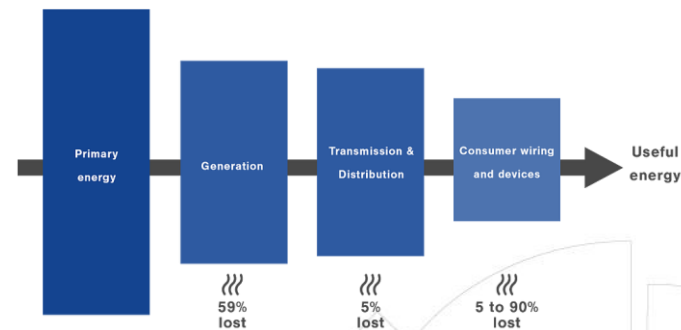 Primary
energy
Generation
Transmission &
Distribution
Consumer wiring
and devices
Useful
energy
59%
lost
5%
lost
5 to 90%
lost